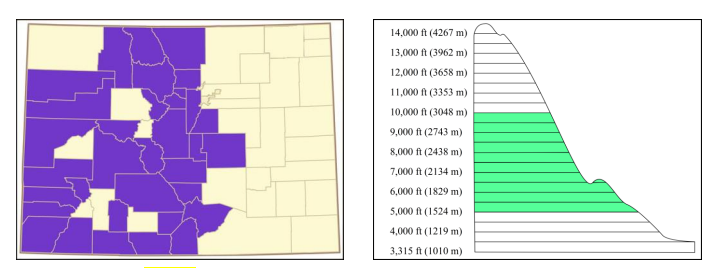 14,000 ft (4267 m)
13,000 ft (3962 m)
12,000 ft (3658 m)
11,000 ft (3353 m)
10,000 ft (3048 m)
9,000 ft (2743 m)
8,000 ft (2438 m)
7,000 ft (2134 m)
6,000 ft (1829 m)
5,000 ft (1524 m)
4,000 ft (1219 m)
3,315 ft (1010 m)